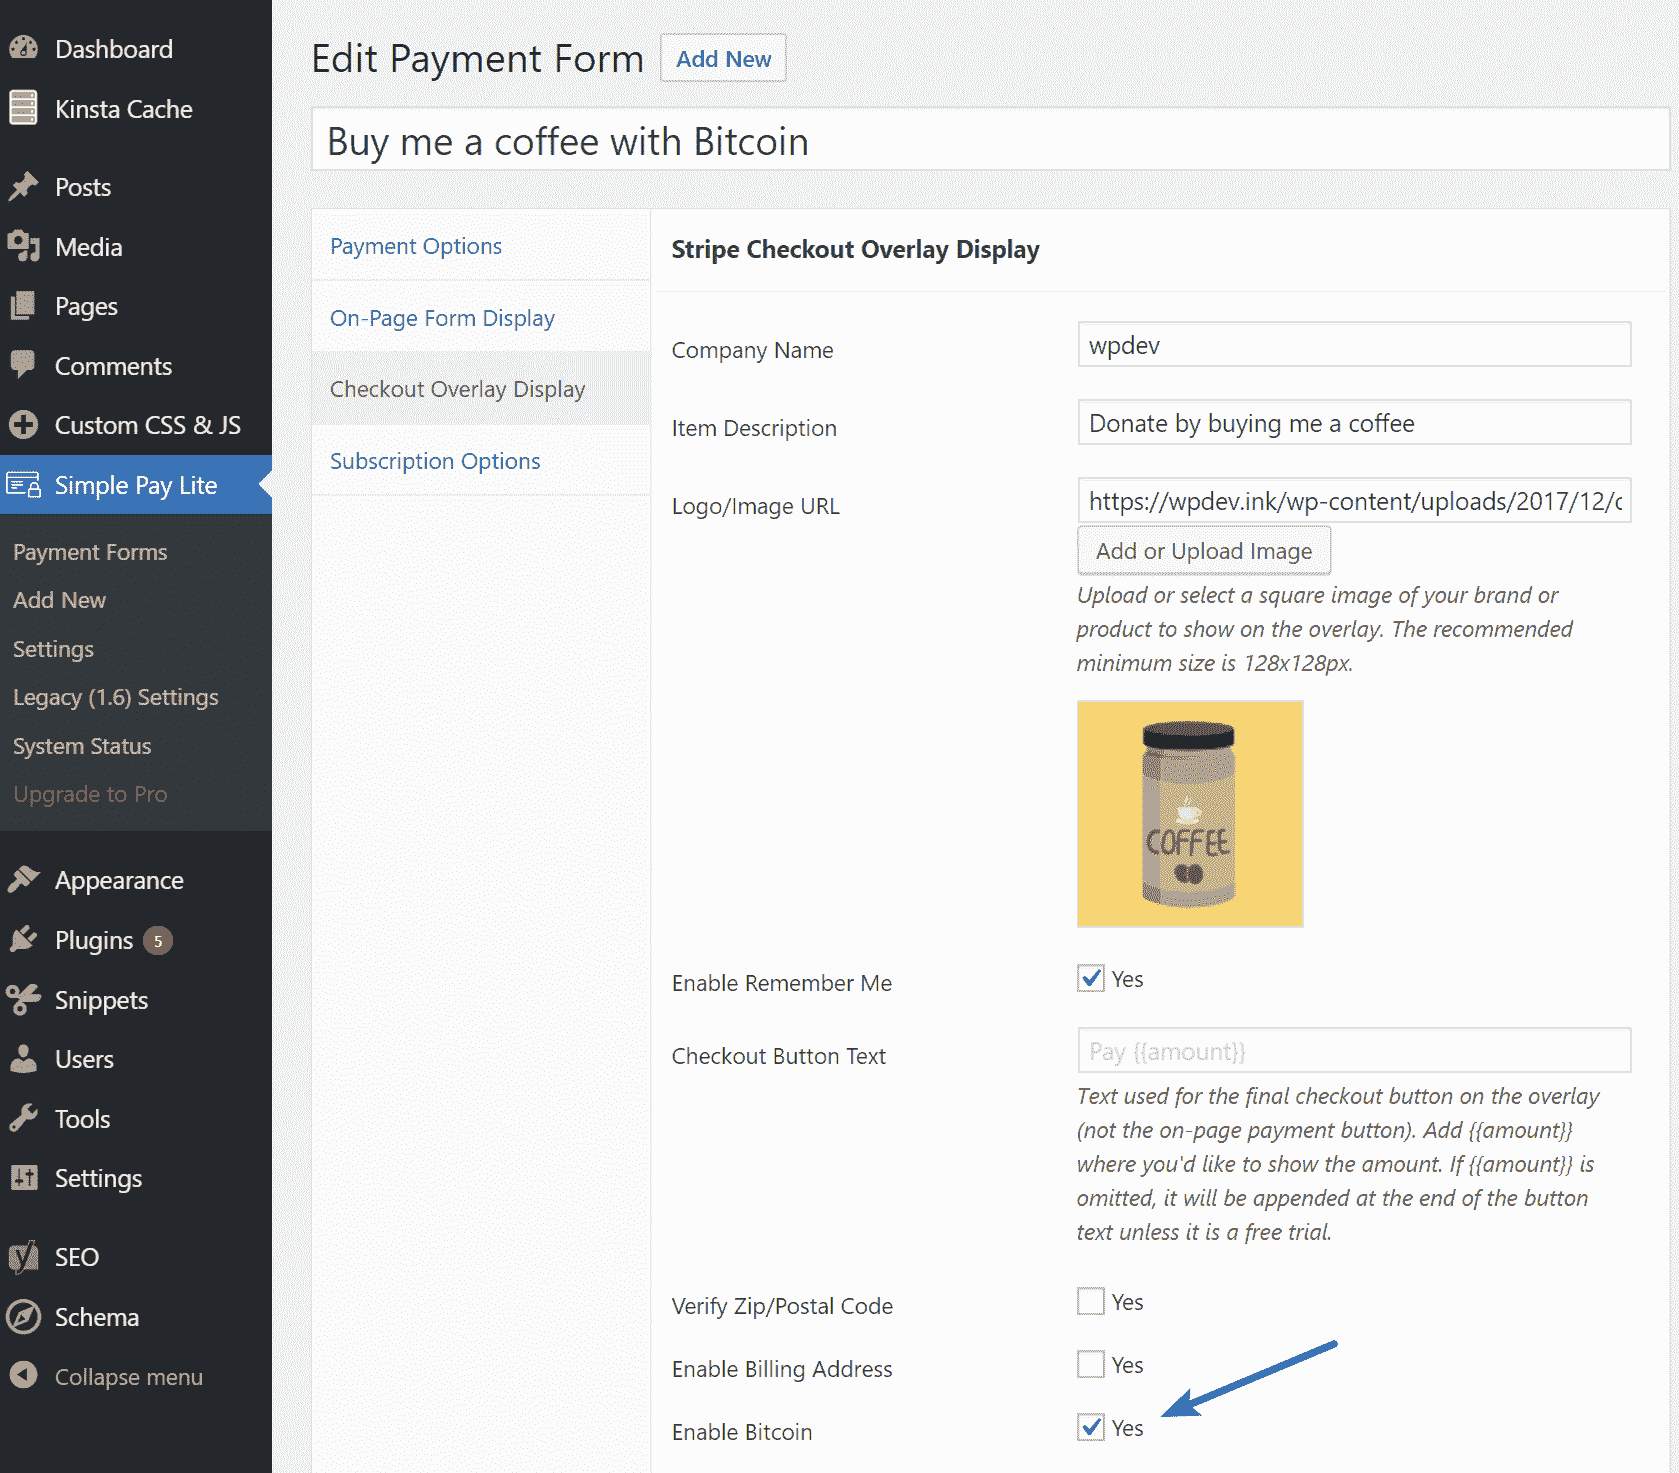 Dashboard
Kinsta Cache
Posts
Media
Pages
Comments
Custom CSS & JS
Simple Pay Lite
Payment Forms
Add New
Settings
Legacy (1.6) Settings
System Status
Upgrade to Pro
Appearance
Plugins 5
Snippets
Users
Tools
Settings
SEO
Schema
Collapse menu
Edit Payment Form Add New
Buy me a coffee with Bitcoin
Payment Options
On-Page Form Display
Checkout Overlay Display
Subscription Options
Stripe Checkout Overlay Display
Company Name wpdev
Item Description Donate by buying me a coffee
Logo/Image URL https://wpdev.ink/wp-content/uploads/2017/12/c
Add or Upload Image
Upload or select a square image of your brand or
product to show on the overlay. The recommended
minimum size is 128x128px.
COFFEE
Enable Remember Me Yes
Checkout Button Text Pay {{amount}}
Text used for the final checkout button on the overlay
(not the on-page payment button). Add {{amount}}
where you'd like to show the amount. If {{amount}} is
omitted, it will be appended at the end of the button
text unless it is a free trial.
Verify Zip/Postal Code Yes
Enable Billing Address Yes
Enable Bitcoin Yes